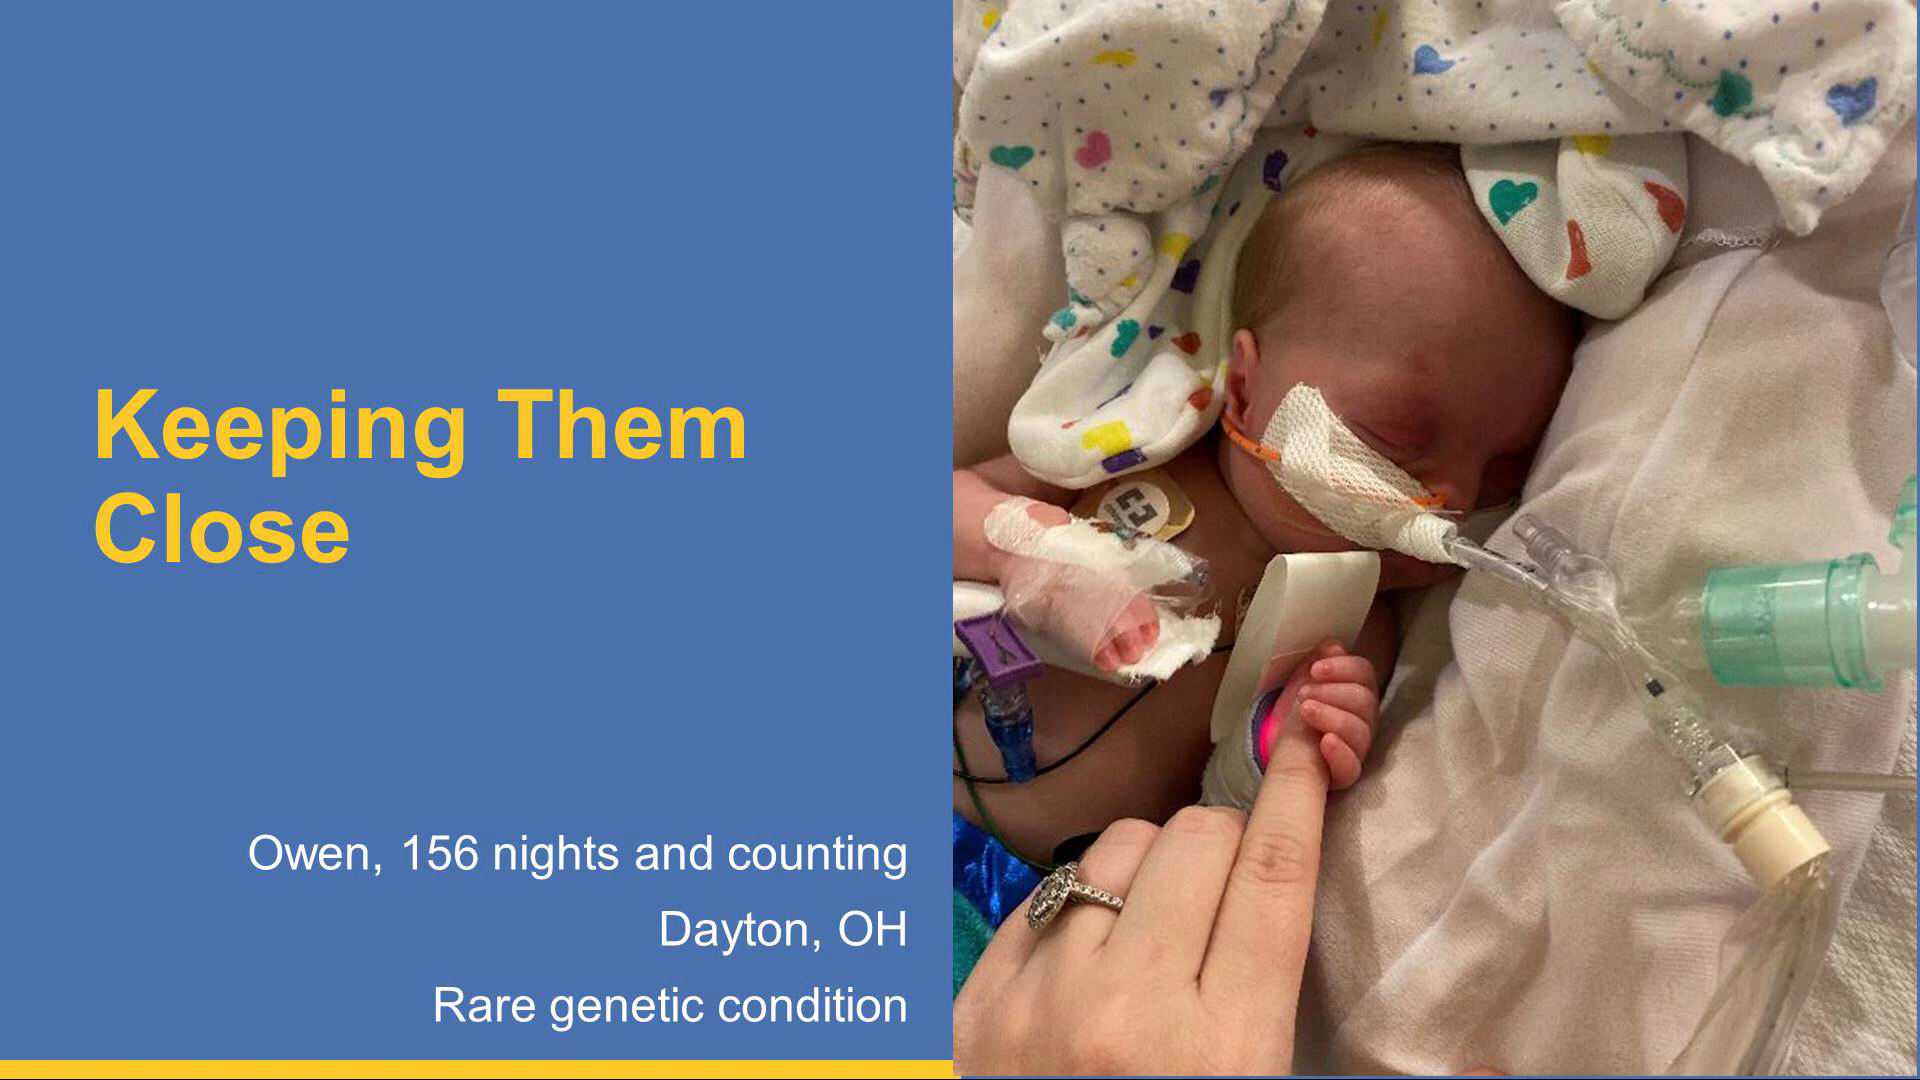 Keeping Them
Close
Owen, 156 nights and counting
Dayton, OH
Rare genetic condition